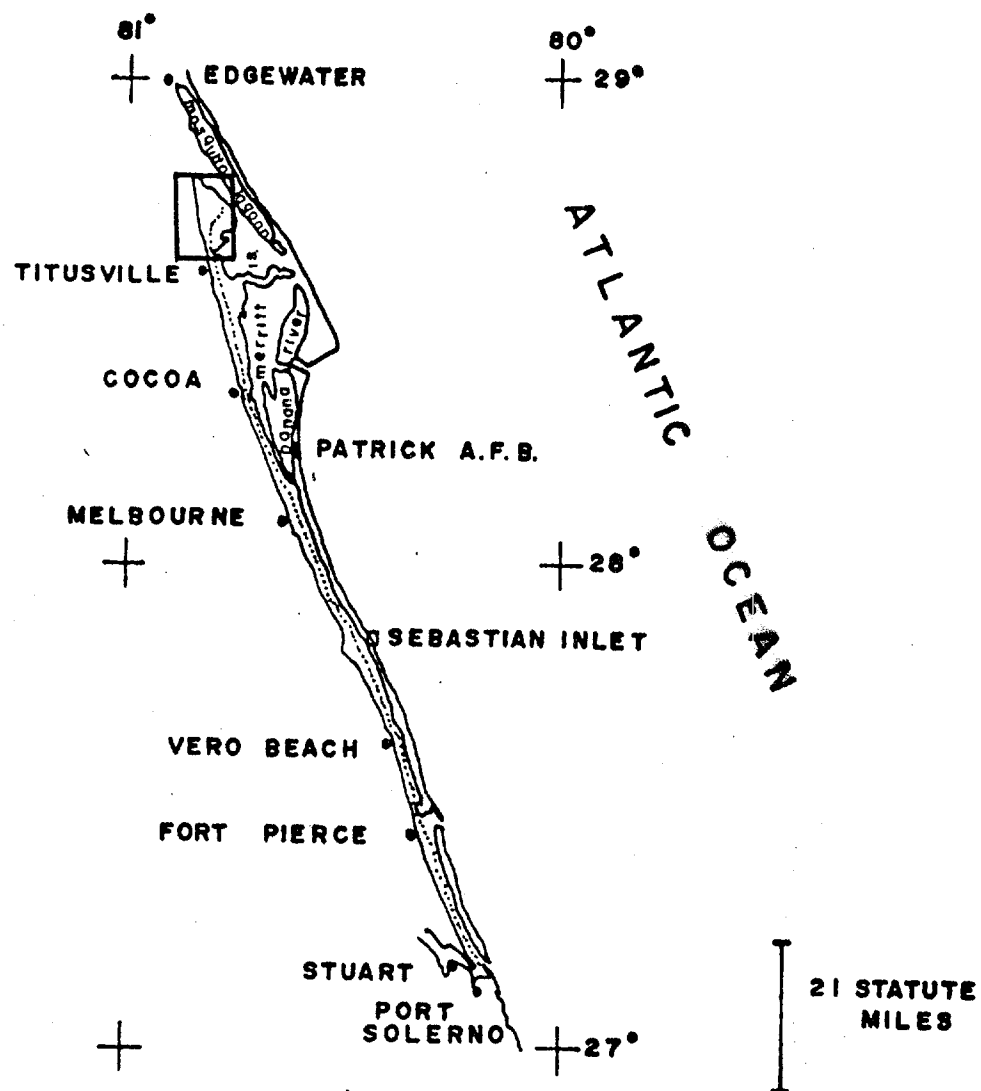 81°
80°
EDGEWATER
29°
mosquito lagoon
TITUSVILLE
merritt is.
banana river
COCOA
PATRICK A.F.B.
MELBOURNE
28°
SEBASTIAN INLET
VERO BEACH
FORT PIERCE
STUART
PORT
SOLERNO
27°
ATLANTIC
OCEAN
21 STATUTE
MILES